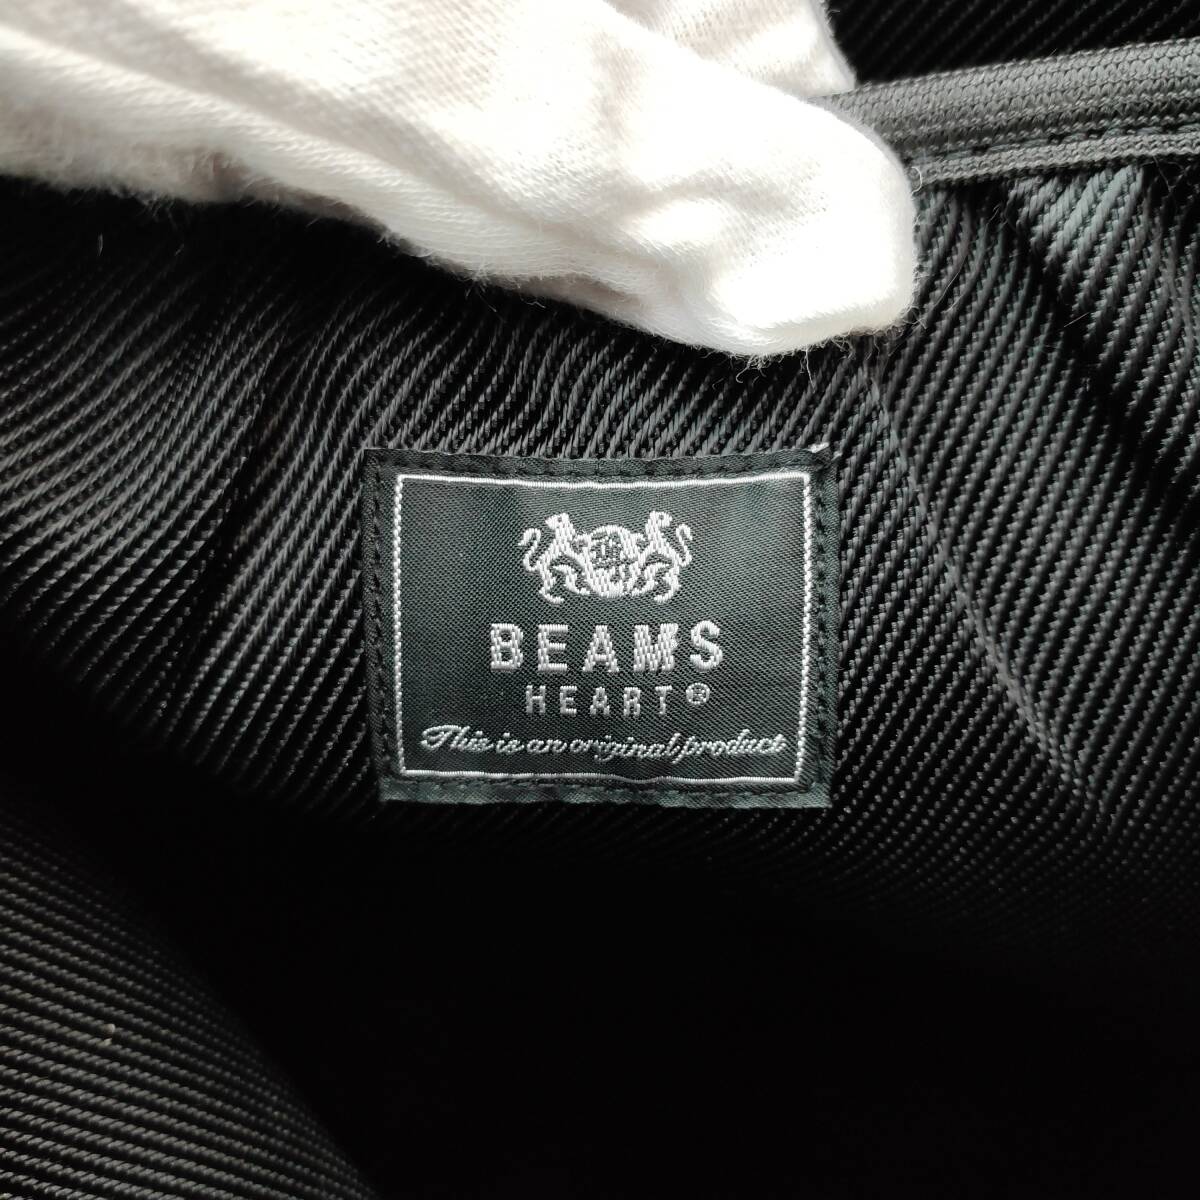 BEAMS
HEART®
This is an original product